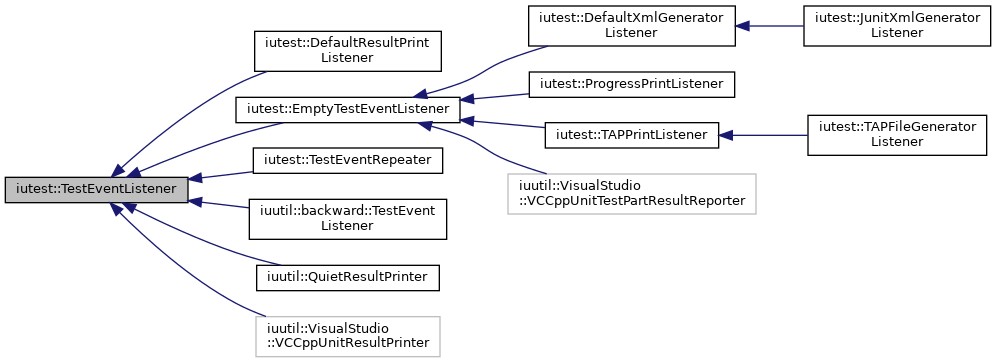 iutest::TestEventListener
iutest::DefaultResultPrint
Listener
iutest::EmptyTestEventListener
iutest::TestEventRepeater
iuutil::backward::TestEvent
Listener
iuutil::QuietResultPrinter
iuutil::VisualStudio
::VCCppUnitResultPrinter
iutest::DefaultXmlGenerator
Listener
iutest::ProgressPrintListener
iutest::TAPPrintListener
iuutil::VisualStudio
::VCCppUnitTestPartResultReporter
iutest::JunitXmlGenerator
Listener
iutest::TAPFileGenerator
Listener